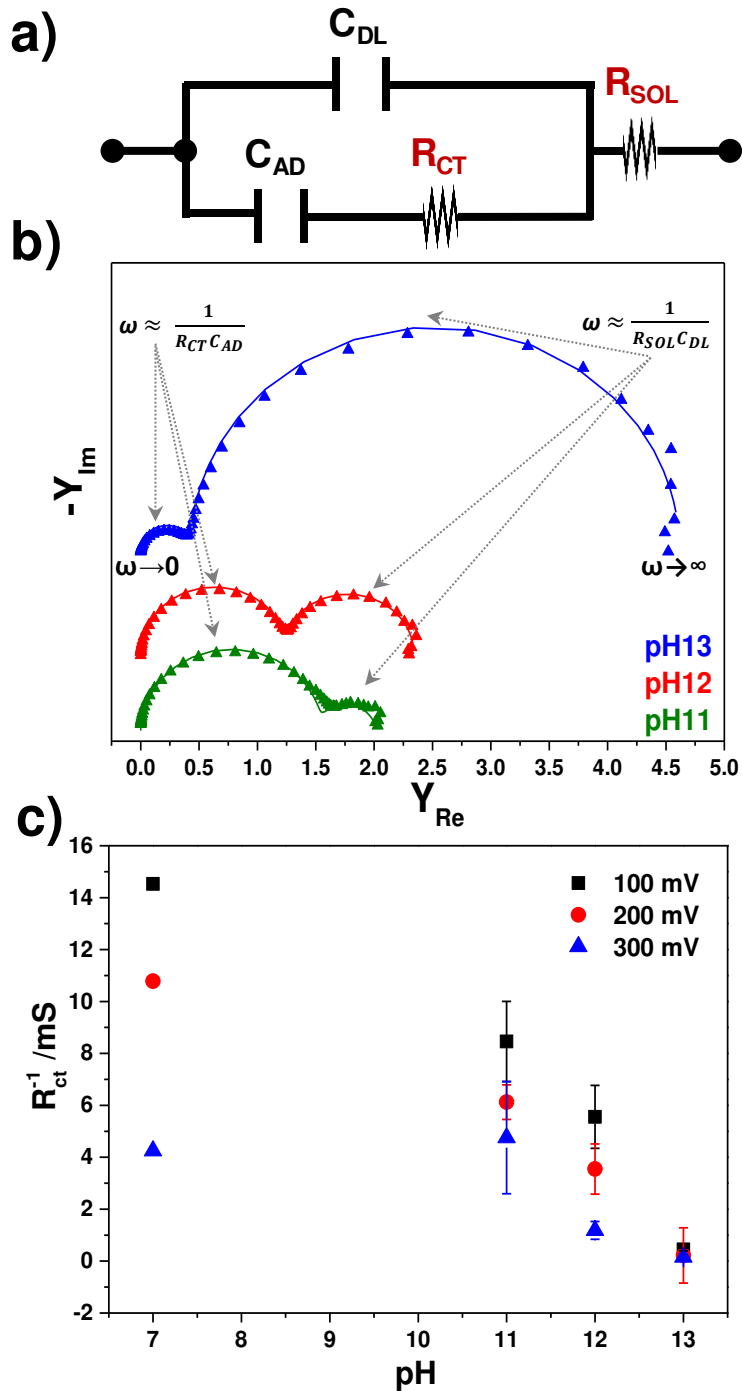 a)
C_DL
R_SOL
C_AD
R_CT
b)
ω ≈ 1/(R_CT C_AD)
ω ≈ 1/(R_SOL C_DL)
-Y_Im
ω→0
ω→∞
pH13
pH12
pH11
0.0 0.5 1.0 1.5 2.0 2.5 3.0 3.5 4.0 4.5 5.0
Y_Re
c)
16
14
12
10
8
6
4
2
0
-2
R_ct^-1 /mS
100 mV
200 mV
300 mV
7 8 9 10 11 12 13
pH